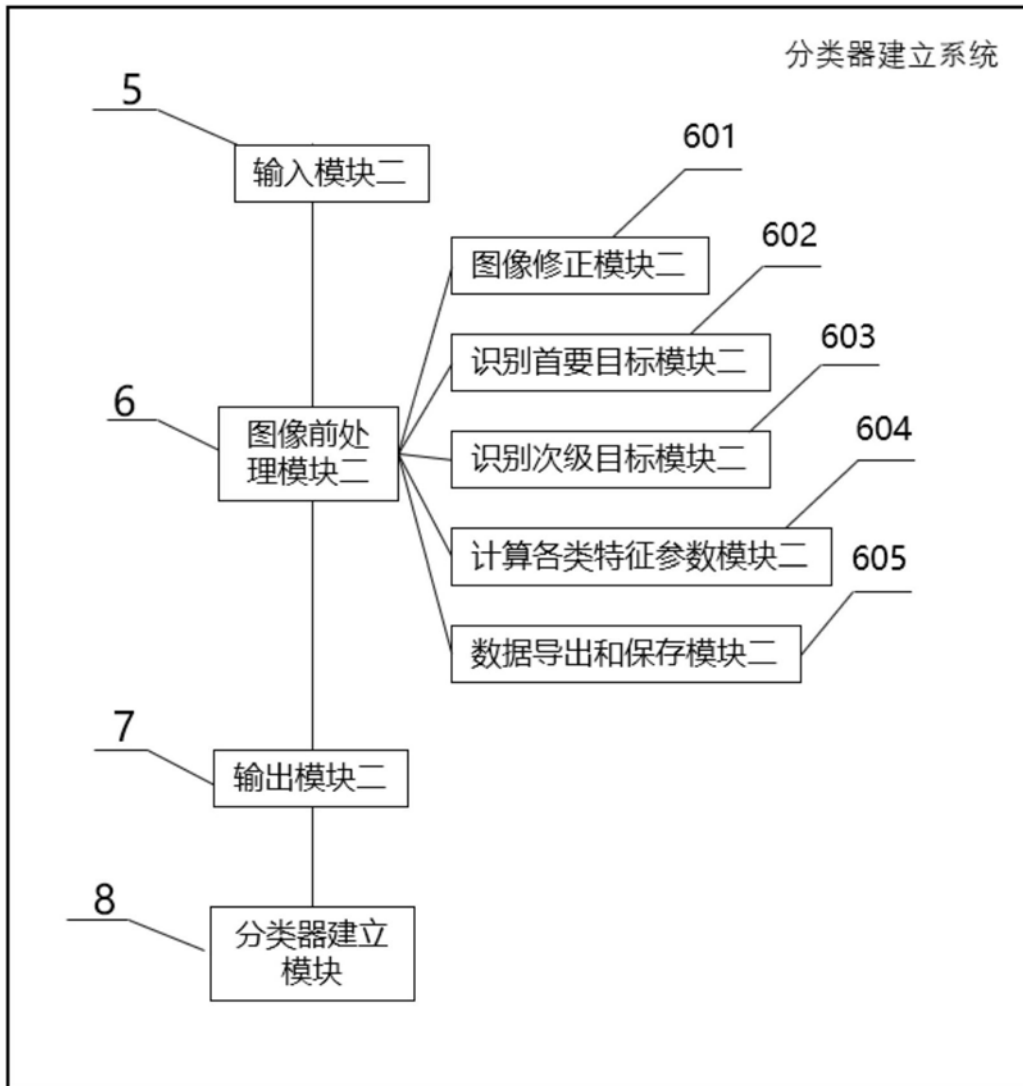 分类器建立系统
5
输入模块二
601
图像修正模块二
602
识别首要目标模块二
603
6
图像前处
理模块二
识别次级目标模块二
604
计算各类特征参数模块二
605
数据导出和保存模块二
7
输出模块二
8
分类器建立
模块